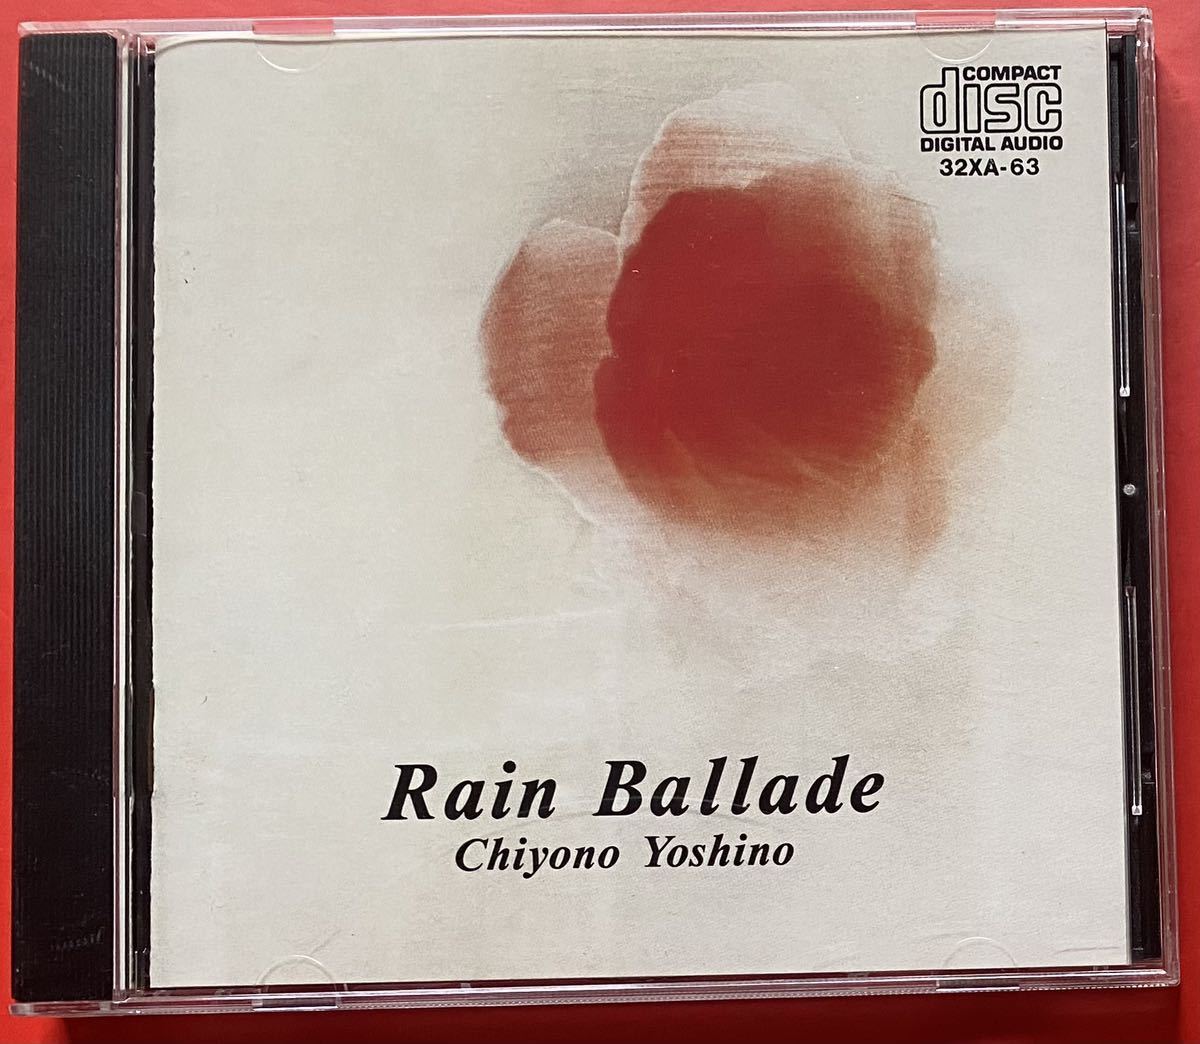 COMPACT
disc
DIGITAL AUDIO
32XA-63
Rain Ballade
Chiyono Yoshino